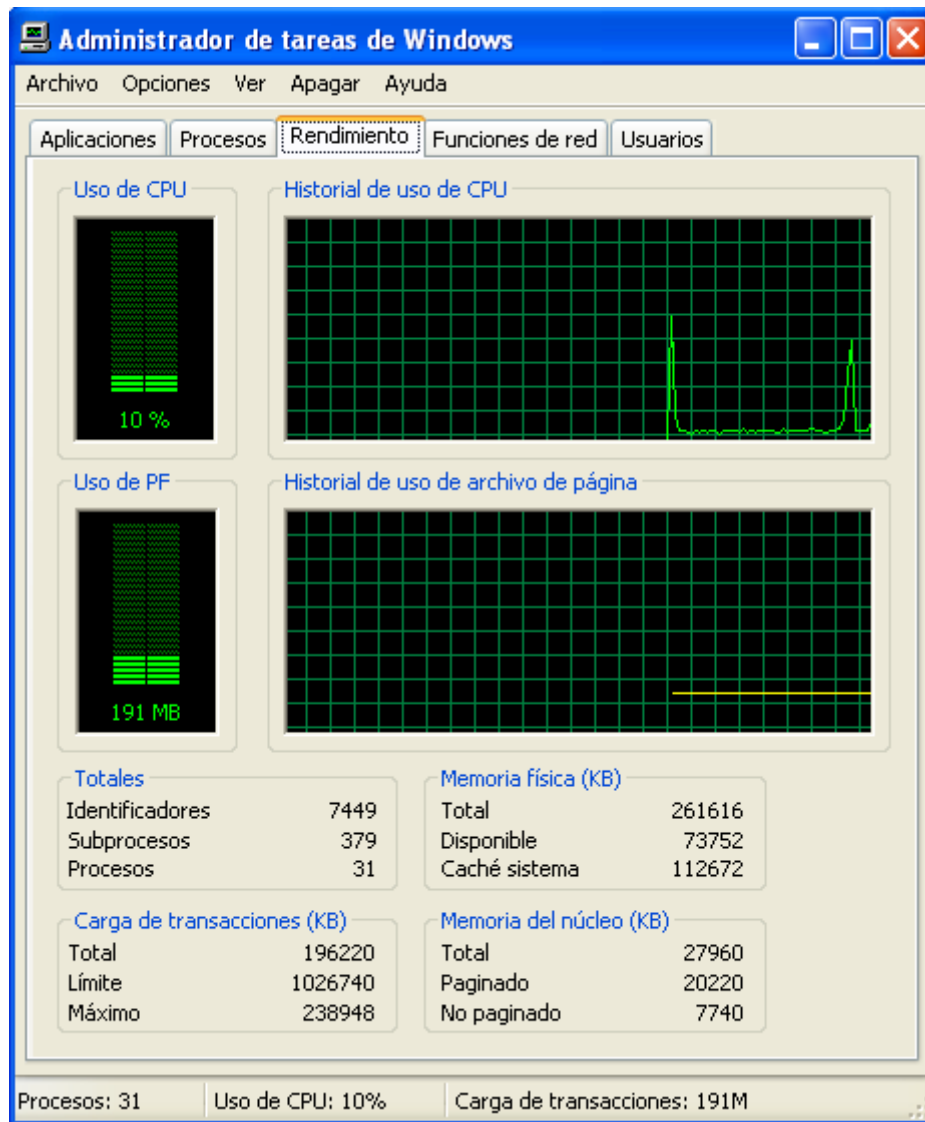 Administrador de tareas de Windows
Archivo Opciones Ver Apagar Ayuda
Aplicaciones Procesos Rendimiento Funciones de red Usuarios
Uso de CPU Historial de uso de CPU
10 %
Uso de PF Historial de uso de archivo de página
191 MB
Totales
Identificadores 7449
Subprocesos 379
Procesos 31
Memoria física (KB)
Total 261616
Disponible 73752
Caché sistema 112672
Carga de transacciones (KB)
Total 196220
Límite 1026740
Máximo 238948
Memoria del núcleo (KB)
Total 27960
Paginado 20220
No paginado 7740
Procesos: 31 Uso de CPU: 10% Carga de transacciones: 191M